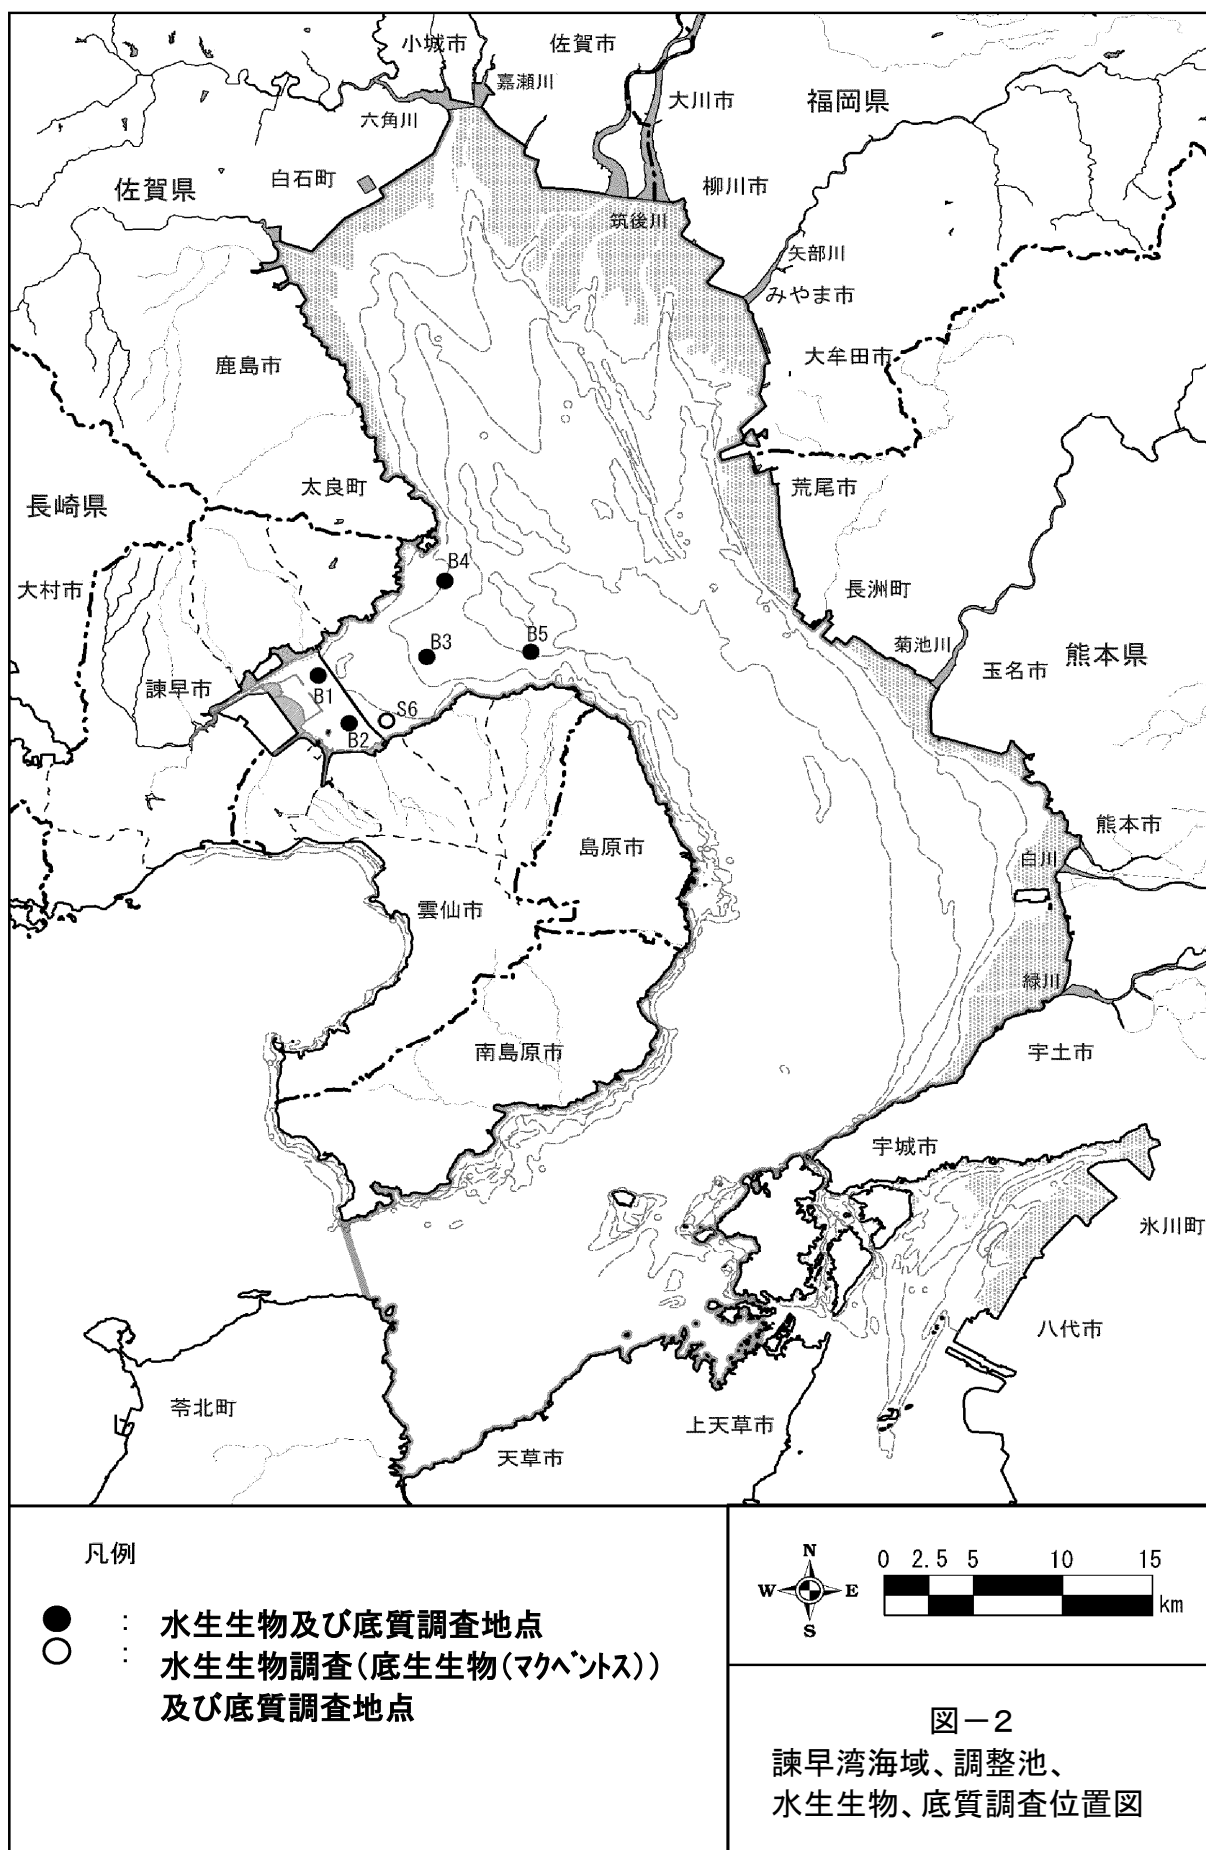 小城市
佐賀市
嘉瀬川
大川市
福岡県
六角川
白石町
佐賀県
柳川市
筑後川
矢部川
みやま市
大牟田市
鹿島市
太良町
荒尾市
長崎県
大村市
B4
長洲町
B3
B5
菊池川
玉名市
熊本県
諫早市
B1
S6
B2
熊本市
島原市
白川
雲仙市
緑川
南島原市
宇土市
宇城市
氷川町
八代市
苓北町
上天草市
天草市
凡例
● : 水生生物及び底質調査地点
○ : 水生生物調査(底生生物(マクベントス))
及び底質調査地点
N
W E
S
0 2.5 5 10 15
km
図－2
諫早湾海域、調整池、
水生生物、底質調査位置図